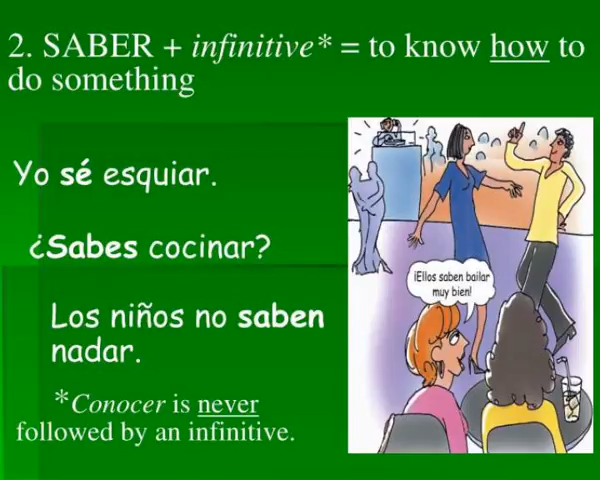 2. SABER + infinitive* = to know how to
do something
Yo sé esquiar.
¿Sabes cocinar?
Los niños no saben
nadar.
*Conocer is never
followed by an infinitive.
¡Ellos saben bailar
muy bien!